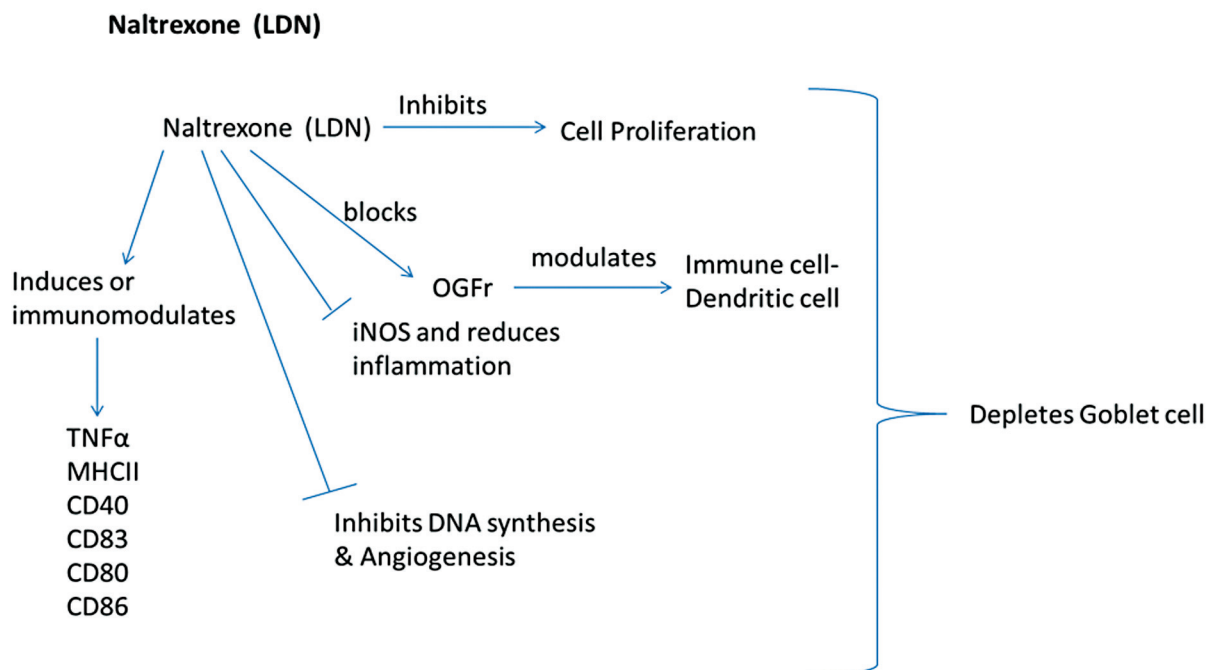 Naltrexone (LDN)
Inhibits
Naltrexone (LDN)
Cell Proliferation
blocks
modulates
Immune cell-
Dendritic cell
OGFr
Induces or
immunomodulates
iNOS and reduces
inflammation
Depletes Goblet cell
TNFα
MHCII
CD40
CD83
CD80
CD86
Inhibits DNA synthesis
& Angiogenesis